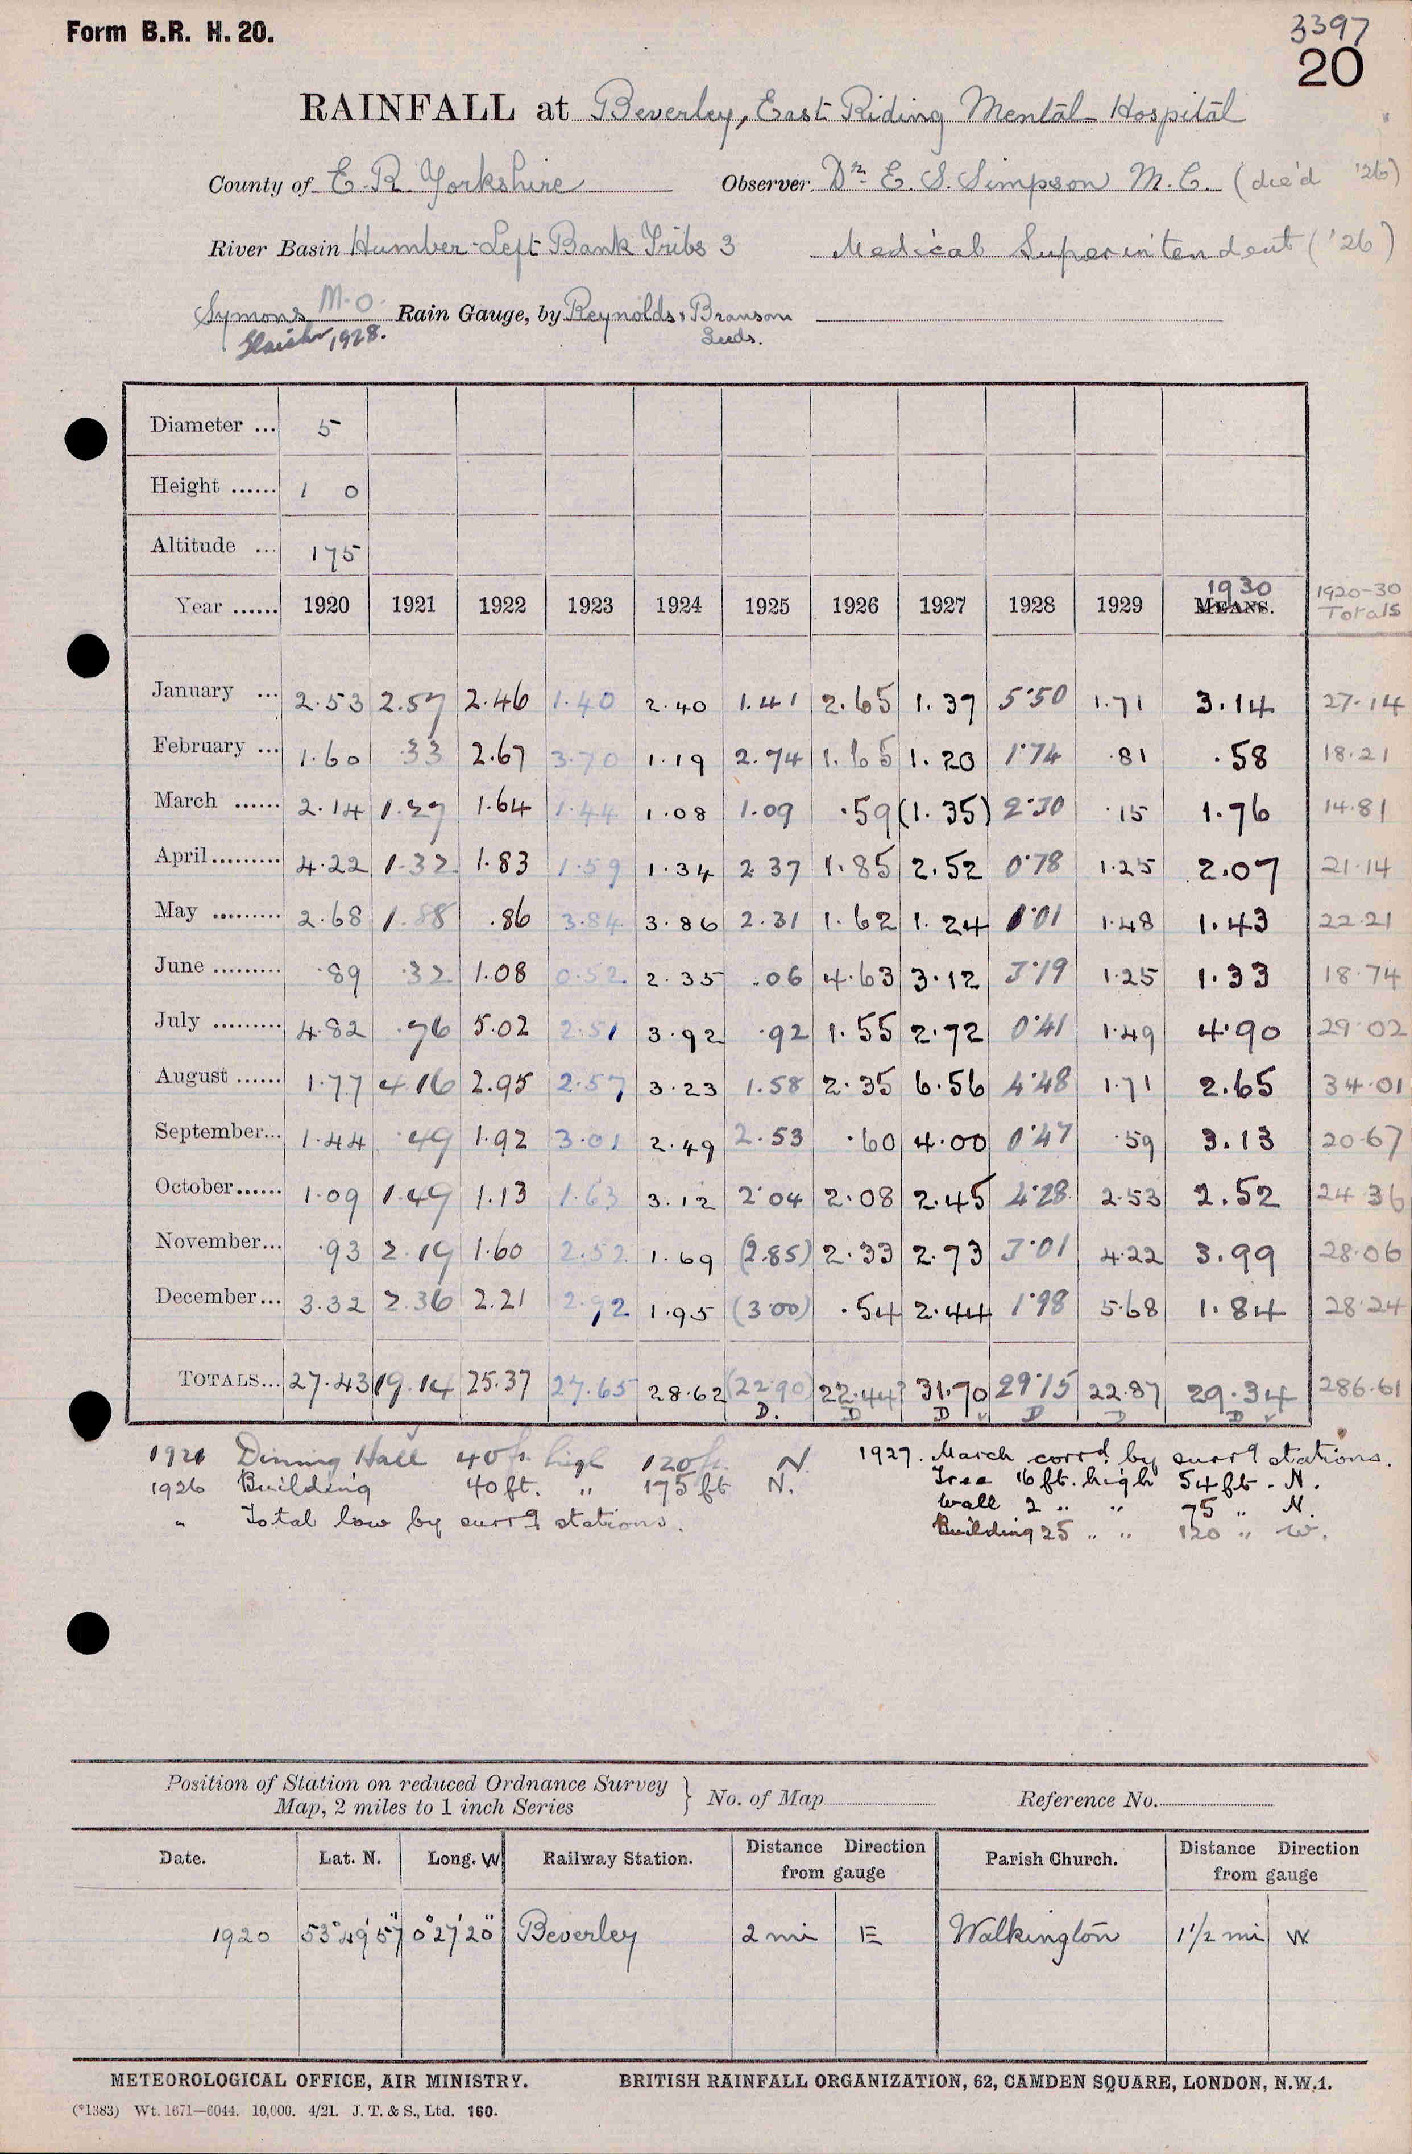 Form B.R. H. 20.
3397
20
RAINFALL at Beverley, East Riding Mental Hospital
County of E. R. Yorkshire Observer Dr. E. S. Simpson M.C. (died '26)
River Basin Humber-Left Bank Tribs 3 Medical Superintendent ('26)
Symons M.O. Rain Gauge, by Reynolds & Branson
Glaisher 1928. Leeds.
Diameter ... 5
Height ...... 1 0
Altitude ... 175
Year ...... 1920 1921 1922 1923 1924 1925 1926 1927 1928 1929 MEANS. 1930 1920-30 Totals
January ... 2.53 2.57 2.46 1.40 2.40 1.41 2.65 1.37 5.50 1.71 3.14 27.14
February ... 1.60 .33 2.67 3.70 1.19 2.74 1.65 1.20 1.74 .81 .58 18.21
March ...... 2.14 1.27 1.64 1.44 1.08 1.09 .59 (1.35) 2.30 .15 1.76 14.81
April ......... 4.22 1.32 1.83 1.59 1.34 2.37 1.85 2.52 0.78 1.25 2.07 21.14
May ......... 2.68 1.88 .86 3.84 3.86 2.31 1.62 1.24 1.01 1.48 1.43 22.21
June ......... .89 .32 1.08 0.52 2.35 .06 4.63 3.12 3.19 1.25 1.33 18.74
July ......... 4.82 .76 5.02 2.51 3.92 .92 1.55 2.72 0.41 1.49 4.90 29.02
August ...... 1.77 4.16 2.95 2.57 3.23 1.58 2.35 6.56 4.48 1.71 2.65 34.01
September... 1.44 .49 1.92 3.01 2.49 2.53 .60 4.00 0.47 .59 3.13 20.67
October...... 1.09 1.49 1.13 1.63 3.12 2.04 2.08 2.45 4.28 2.53 2.52 24.36
November... .93 2.19 1.60 2.52 1.69 (2.85) 2.33 2.73 3.01 4.22 3.99 28.06
December... 3.32 2.36 2.21 2.92 1.95 (3.00) .54 2.44 1.98 5.68 1.84 28.24
TOTALS... 27.43 19.14 25.37 27.65 28.62 (22.90) 22.44? 31.70 29.15 22.87 29.34 286.61
D. D D D D D
1921 Dining Hall 40 ft. high 120 ft. N
1926 Building 40 ft. " 175 ft N.
" Total low by surrg stations.
1927. March corrd by surrg stations.
Tree 16 ft. high 54 ft. N.
Wall 2 " " 75 " N.
Building 25 " " 120 " W.
Position of Station on reduced Ordnance Survey Map, 2 miles to 1 inch Series } No. of Map Reference No.
Date. Lat. N. Long. W Railway Station. Distance Direction from gauge Parish Church. Distance Direction from gauge
1920 53° 49' 57" 0° 27' 20" Beverley 2 mi E Walkington 1 1/2 mi W
METEOROLOGICAL OFFICE, AIR MINISTRY. BRITISH RAINFALL ORGANIZATION, 62, CAMDEN SQUARE, LONDON, N.W.1.
(*1383) Wt. 1671—6044. 10,000. 4/21. J. T. & S., Ltd. 160.